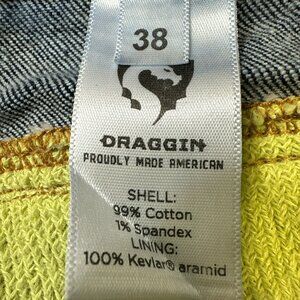 38
DRAGGIN
PROUDLY MADE AMERICAN
SHELL:
99% Cotton
1% Spandex
LINING:
100% Kevlar® aramid